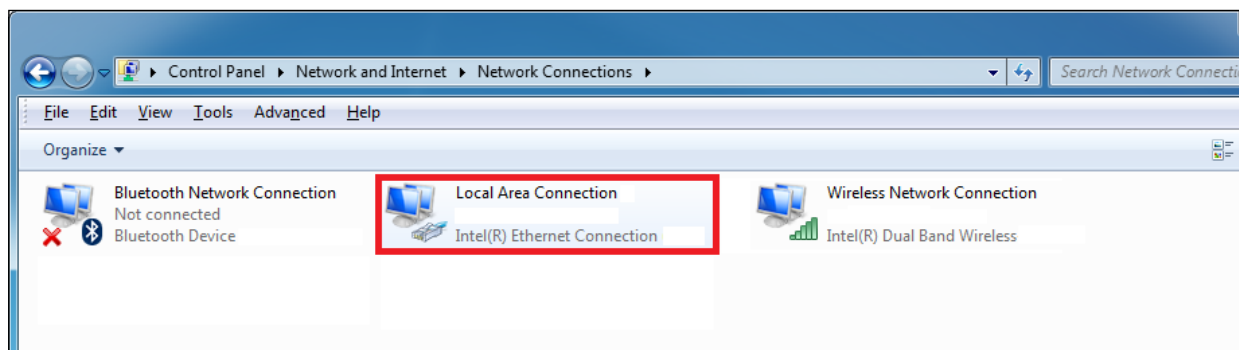 Control Panel ▸ Network and Internet ▸ Network Connections ▸
Search Network Connecti
File Edit View Tools Advanced Help
Organize
Bluetooth Network Connection
Not connected
Bluetooth Device
Local Area Connection
Intel(R) Ethernet Connection
Wireless Network Connection
Intel(R) Dual Band Wireless